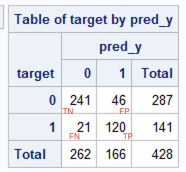 Table of target by pred_y
pred_y
target 0 1 Total
0 241 46 287
TN FP
1 21 120 141
FN TP
Total 262 166 428